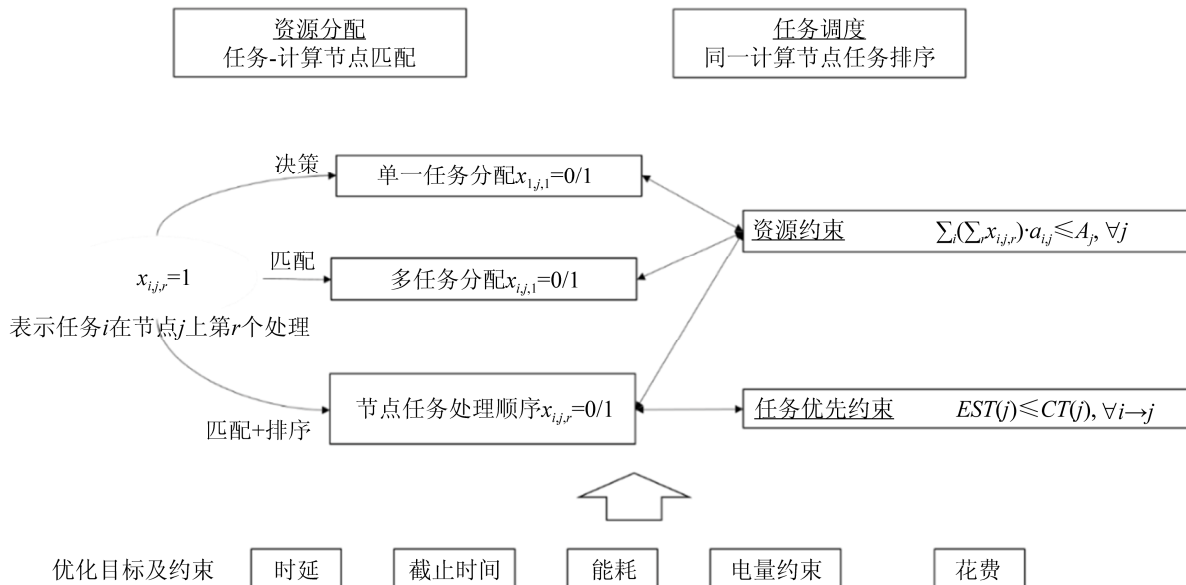 资源分配
任务-计算节点匹配
任务调度
同一计算节点任务排序
决策
单一任务分配x1,j,1=0/1
资源约束 ∑i(∑rxi,j,r)·ai,j≤Aj, ∀j
匹配
多任务分配xi,j,1=0/1
xi,j,r=1
表示任务i在节点j上第r个处理
节点任务处理顺序xi,j,r=0/1
任务优先约束 EST(j)≤CT(j), ∀i→j
匹配+排序
优化目标及约束 时延 截止时间 能耗 电量约束 花费